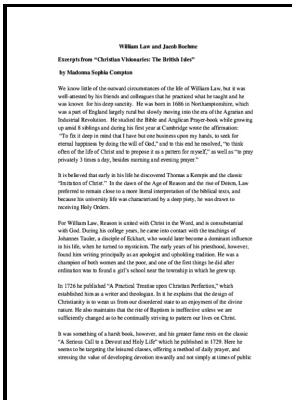 William Law and Jacob Boehme
Excerpts from "Christian Visionaries: The British Isles"
by Madonna Sophia Compton
We know little of the outward circumstances of the life of William Law, but it was
well-attested by his friends and colleagues that he practiced what he taught and he
was known for his deep sanctity. He was born in 1686 in Northamptonshire, which
was a part of England largely rural but slowly moving into the era of the Agrarian and
Industrial Revolution. He studied the Bible and Anglican Prayer-book while growing
up amid 8 siblings and during his first year at Cambridge wrote the affirmation:
"To fix it deep in mind that I have but one business upon my hands, to seek for
eternal happiness by doing the will of God," and to this end he resolved, "to think
often of the life of Christ and to propose it as a pattern for myself," as well as "to pray
privately 3 times a day, besides morning and evening prayer."
It is believed that early in his life he discovered Thomas a Kempis and the classic
"Imitation of Christ." In the dawn of the Age of Reason and the rise of Deism, Law
preferred to remain close to a more literal interpretation of the biblical texts, and
because his university life was characterized by a deep piety, he was drawn to
receiving Holy Orders.
For William Law, Reason is united with Christ in the Word, and is consubstantial
with God. During his college years, he came into contact with the teachings of
Johannes Tauler, a disciple of Eckhart, who would later become a dominant influence
in his life, when he turned to mysticism. The early years of his priesthood, however,
found him writing principally as an apologist and upholding tradition. He was a
champion of both women and the poor, and one of the first things he did after
ordination was to found a girl's school near the township in which he grew up.
In 1726 he published "A Practical Treatise upon Christian Perfection," which
established him as a writer and theologian. In it he explains that the design of
Christianity is to wean us from our disordered state to an enjoyment of the divine
nature. He also maintains that the rite of Baptism is ineffective unless we are
sufficiently changed as to be continually striving to pattern our lives on Christ.
It was something of a harsh book, however, and his greater fame rests on the classic
"A Serious Call to a Devout and Holy Life" which he published in 1729. Here he
seems to be targeting the leisured classes, offering a method of daily prayer, and
stressing the value of developing devotion inwardly and not simply at times of public